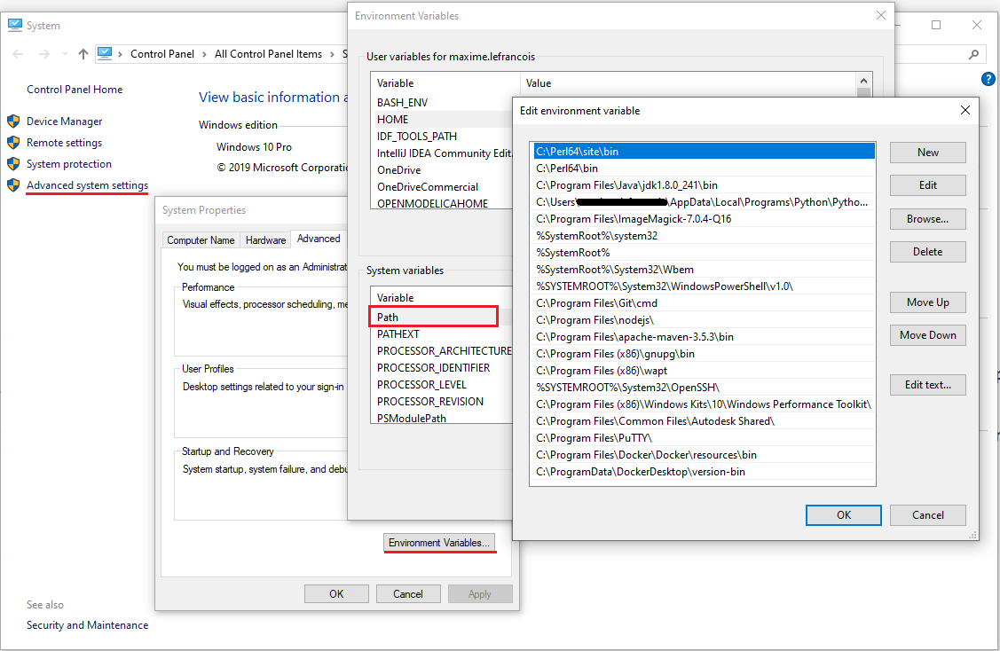 System
Control Panel
All Control Panel Items
Control Panel Home
Device Manager
Remote settings
System protection
Advanced system settings
View basic information
Windows edition
Windows 10 Pro
© 2019 Microsoft
See also
Security and Maintenance
System Properties
Computer Name
Hardware
Advanced
You must be logged on as an
Performance
Visual effects, processor scheduling,
User Profiles
Desktop settings related to your sign-in
Startup and Recovery
System startup, system failure, and
Environment Variables...
OK
Cancel
Apply
Environment Variables
User variables for maxime.lefrancois
Variable
Value
BASH_ENV
HOME
IDF_TOOLS_PATH
IntelliJ IDEA Community Edit
OneDrive
OneDriveCommercial
OPENMODELICAHOME
System variables
Variable
Path
PATHEXT
PROCESSOR_ARCHITECTURE
PROCESSOR_IDENTIFIER
PROCESSOR_LEVEL
PROCESSOR_REVISION
PSModulePath
Edit environment variable
C:\Perl64\site\bin
C:\Perl64\bin
C:\Program Files\Java\jdk1.8.0_241\bin
C:\Users\ \AppData\Local\Programs\Python\Pytho...
C:\Program Files\ImageMagick-7.0.4-Q16
%SystemRoot%\system32
%SystemRoot%
%SystemRoot%\System32\Wbem
%SYSTEMROOT%\System32\WindowsPowerShell\v1.0\
C:\Program Files\Git\cmd
C:\Program Files\nodejs\
C:\Program Files\apache-maven-3.5.3\bin
C:\Program Files (x86)\gnupg\bin
C:\Program Files (x86)\wapt
%SYSTEMROOT%\System32\OpenSSH\
C:\Program Files (x86)\Windows Kits\10\Windows Performance Toolkit\
C:\Program Files\Common Files\Autodesk Shared\
C:\Program Files\PuTTY\
C:\Program Files\Docker\Docker\resources\bin
C:\ProgramData\DockerDesktop\version-bin
New
Edit
Browse...
Delete
Move Up
Move Down
Edit text...
OK
Cancel